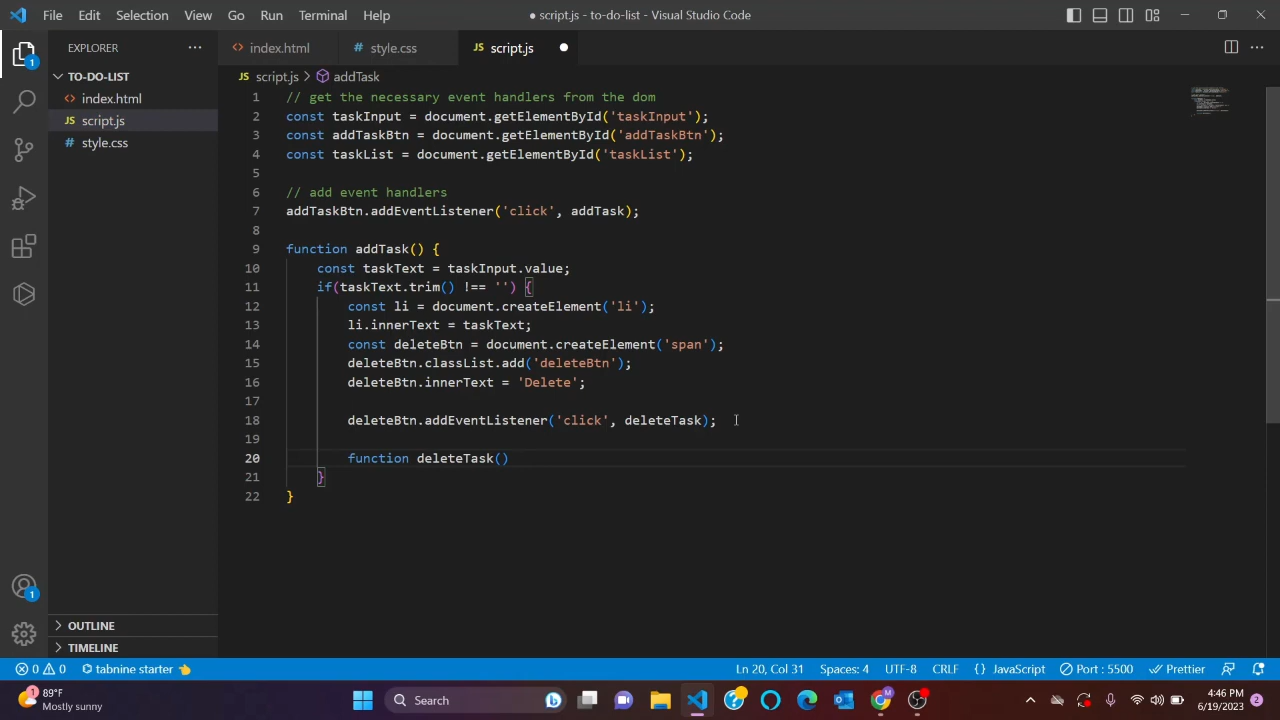 File Edit Selection View Go Run Terminal Help
● script.js - to-do-list - Visual Studio Code
EXPLORER
index.html
# style.css
JS script.js
TO-DO-LIST
index.html
JS script.js
# style.css
JS script.js > addTask
1 // get the necessary event handlers from the dom
2 const taskInput = document.getElementById('taskInput');
3 const addTaskBtn = document.getElementById('addTaskBtn');
4 const taskList = document.getElementById('taskList');
5
6 // add event handlers
7 addTaskBtn.addEventListener('click', addTask);
8
9 function addTask() {
10 const taskText = taskInput.value;
11 if(taskText.trim() !== '') {
12 const li = document.createElement('li');
13 li.innerText = taskText;
14 const deleteBtn = document.createElement('span');
15 deleteBtn.classList.add('deleteBtn');
16 deleteBtn.innerText = 'Delete';
17
18 deleteBtn.addEventListener('click', deleteTask);
19
20 function deleteTask()
21 }
22 }
1
1
OUTLINE
TIMELINE
0 0 tabnine starter 👈
Ln 20, Col 31 Spaces: 4 UTF-8 CRLF {} JavaScript Port : 5500 Prettier
1
89°F
Mostly sunny
Search
M
4:46 PM
6/19/2023
2